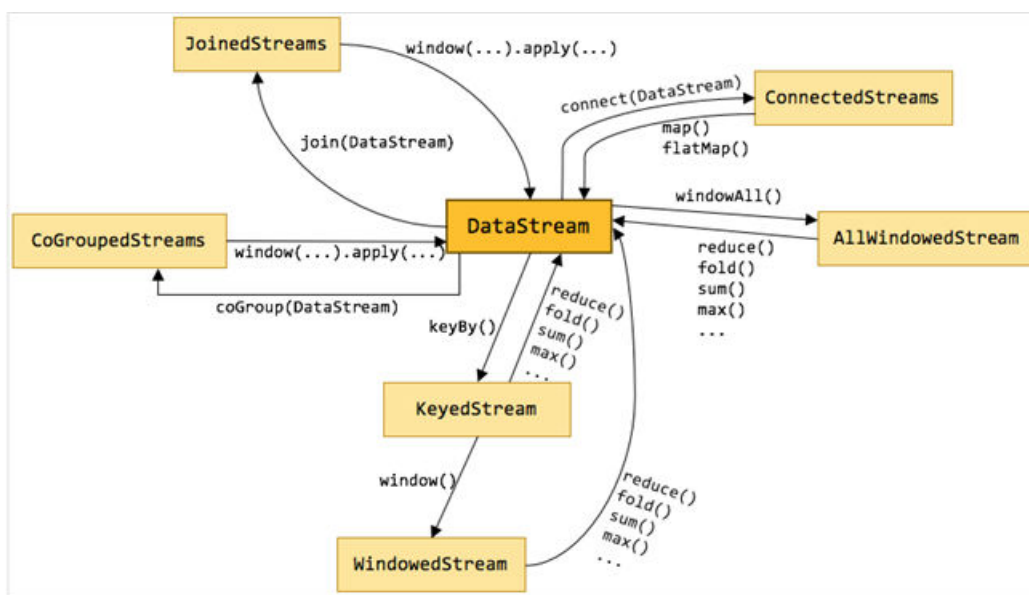 JoinedStreams
window(...).apply(...)
connect(DataStream)
ConnectedStreams
map()
flatMap()
join(DataStream)
windowAll()
DataStream
CoGroupedStreams
window(...).apply(...)
AllWindowedStream
reduce()
fold()
sum()
max()
...
coGroup(DataStream)
keyBy()
reduce()
fold()
sum()
max()
...
KeyedStream
window()
reduce()
fold()
sum()
max()
...
WindowedStream